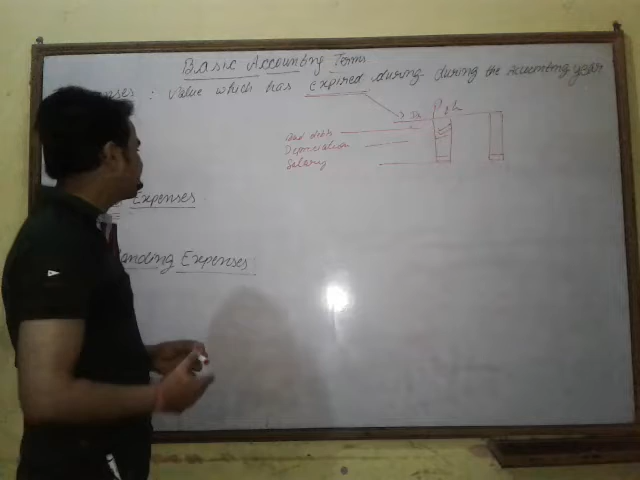 Basic Accounting Terms
enses : Value which has expired during during the Accounting year
Bad debts
Depreciation
Salary
Expenses
anding Expenses